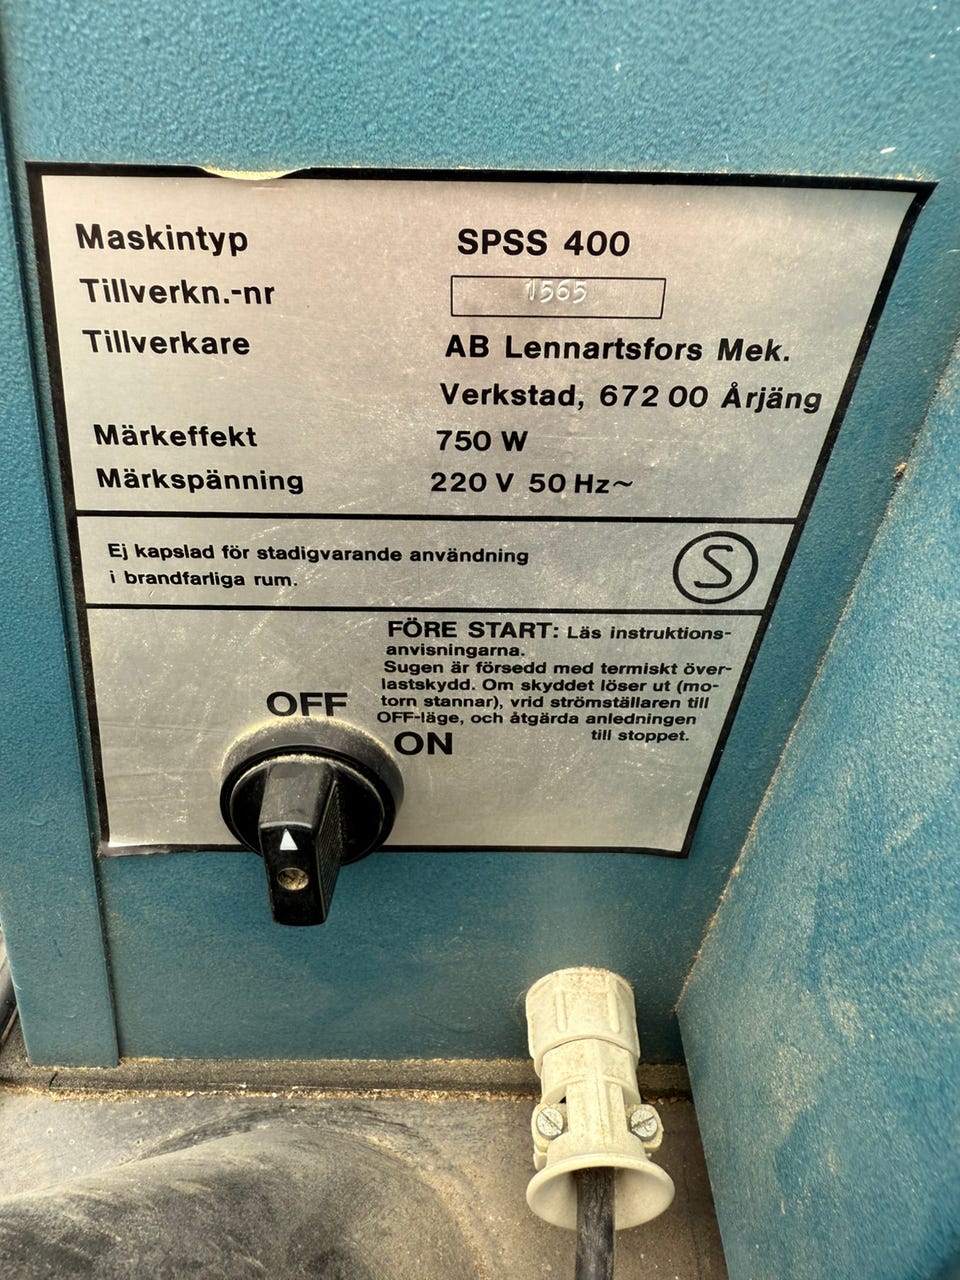 Maskintyp SPSS 400
Tillverkn.-nr 1565
Tillverkare AB Lennartsfors Mek.
Verkstad, 672 00 Årjäng
Märkeffekt 750 W
Märkspänning 220 V 50 Hz~
Ej kapslad för stadigvarande användning
i brandfarliga rum.
S
FÖRE START: Läs instruktions-
anvisningarna.
Sugen är försedd med termiskt över-
lastskydd. Om skyddet löser ut (mo-
torn stannar), vrid strömställaren till
OFF-läge, och åtgärda anledningen
till stoppet.
OFF
ON